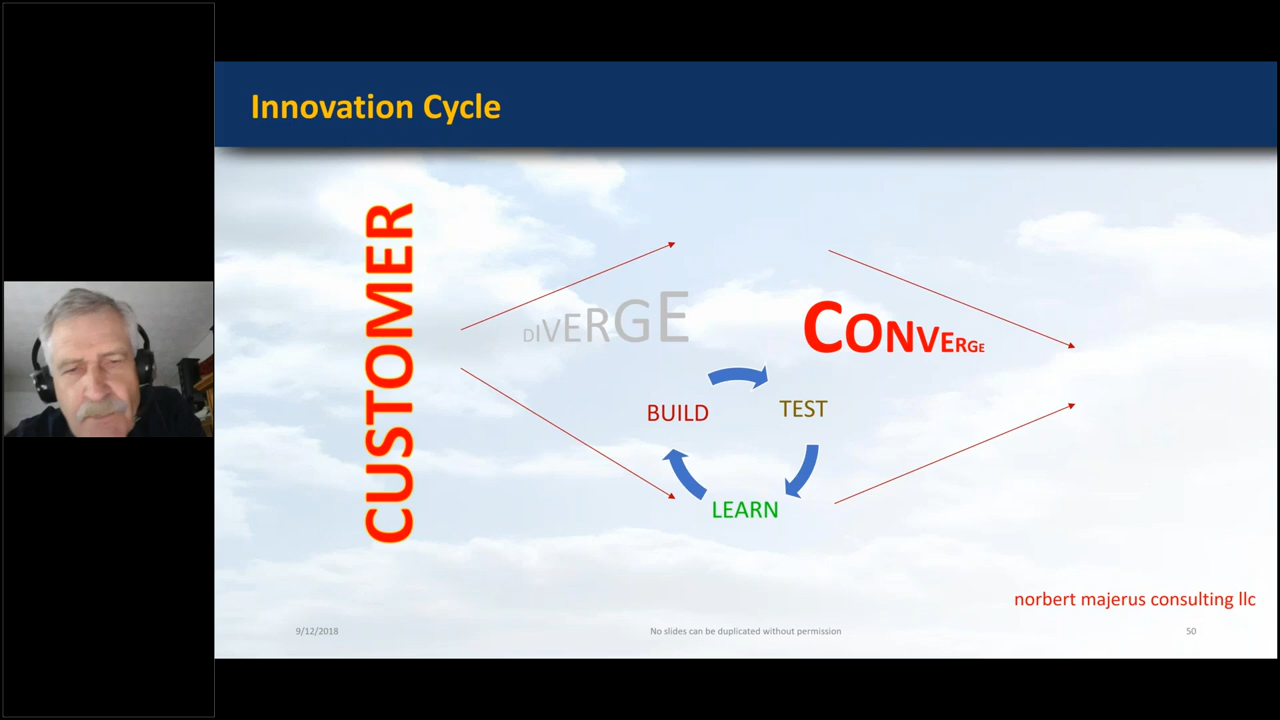 Innovation Cycle
CUSTOMER
DIVERGE
CONVERGE
BUILD
TEST
LEARN
norbert majerus consulting llc
9/12/2018
No slides can be duplicated without permission
50